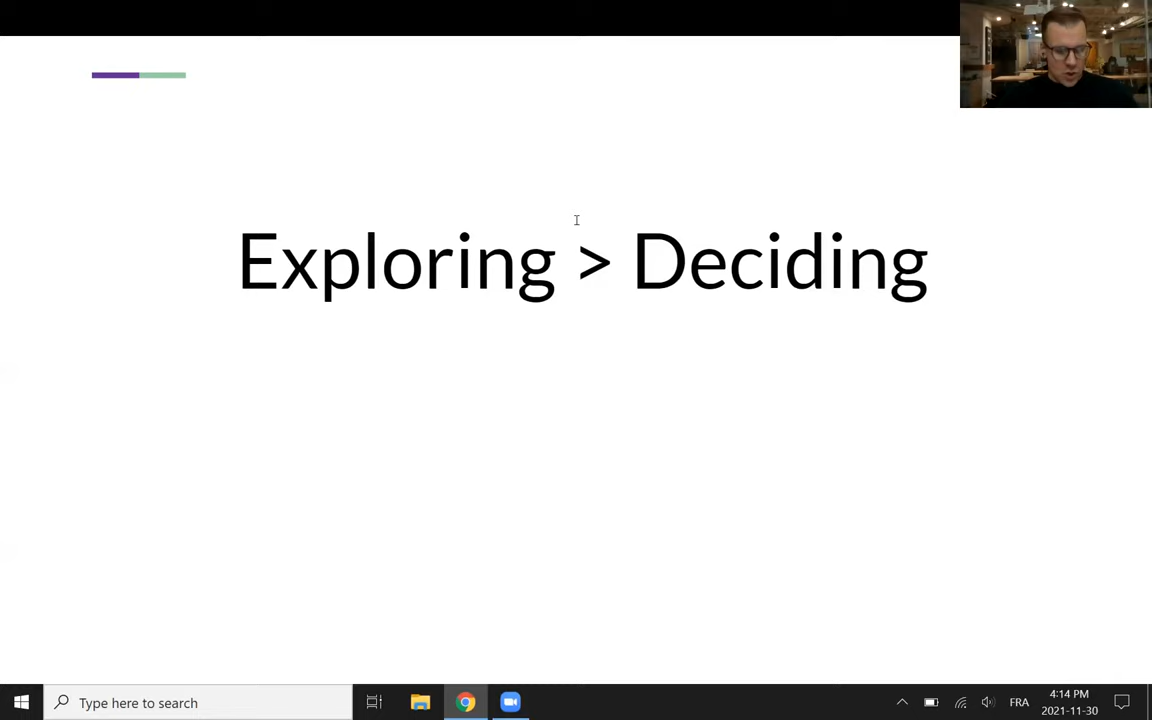 Exploring > Deciding
Type here to search
FRA
4:14 PM
2021-11-30